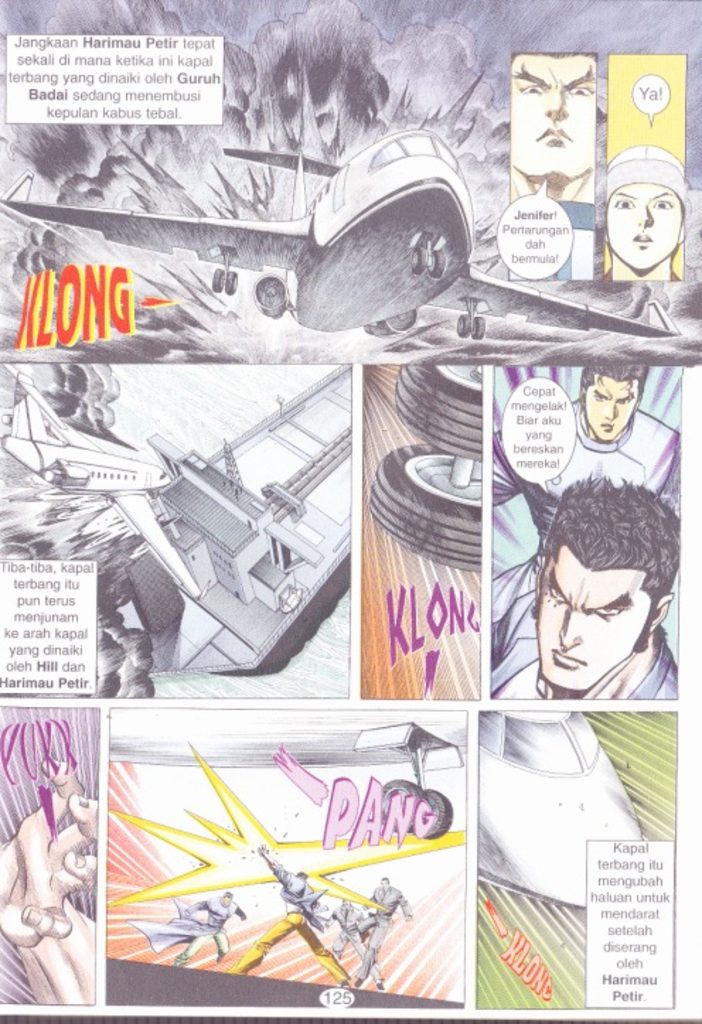 Jangkaan Harimau Petir tepat
sekali di mana ketika ini kapal
terbang yang dinaiki oleh Guruh
Badai sedang menembusi
kepulan kabus tebal.
Jenifer!
Pertarungan
dah
bermula!
Ya!
KLONG
Tiba-tiba, kapal
terbang itu
pun terus
menjunam
ke arah kapal
yang dinaiki
oleh Hill dan
Harimau Petir.
KLONG
Cepat
mengelak!
Biar aku
yang
bereskan
mereka!
PANG
Kapal
terbang itu
mengubah
haluan untuk
mendarat
setelah
diserang
oleh
Harimau
Petir.
KLONG
125